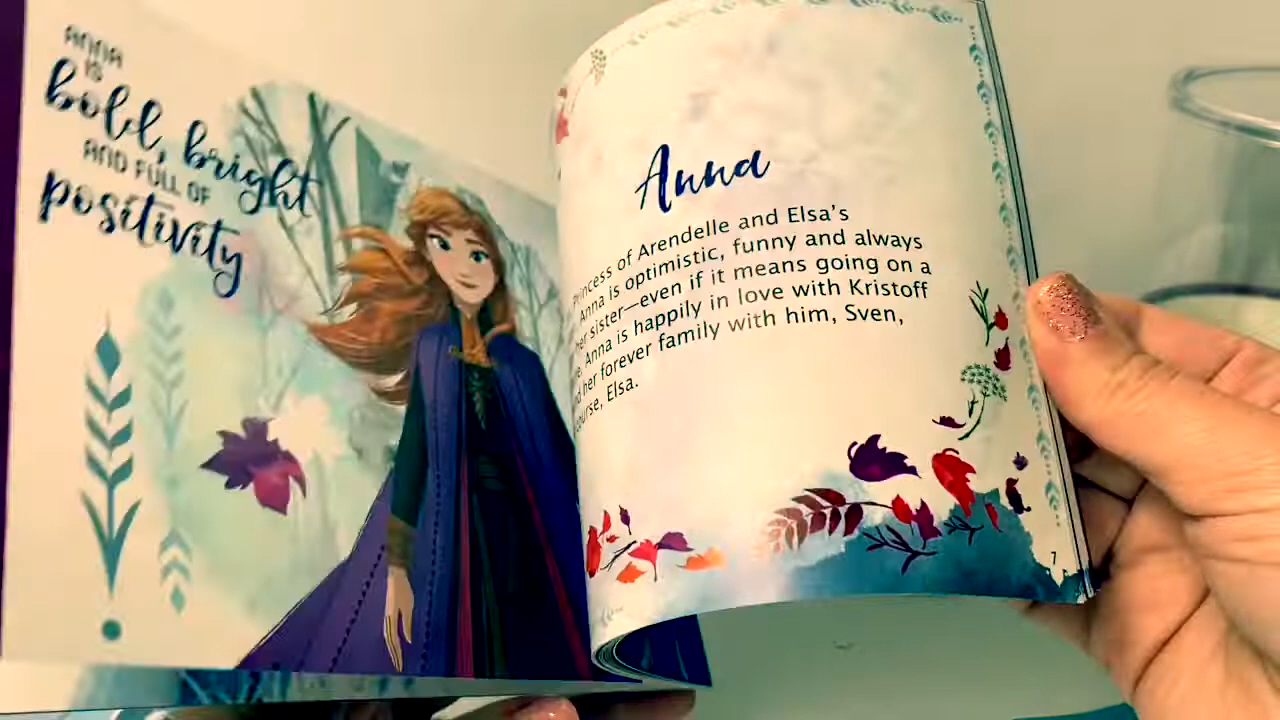 ANNA
IS
bold, bright
AND FULL OF
positivity
Anna
Princess of Arendelle and Elsa's
Anna is optimistic, funny and always
her sister—even if it means going on a
Anna is happily in love with Kristoff
her forever family with him, Sven,
Elsa.
7